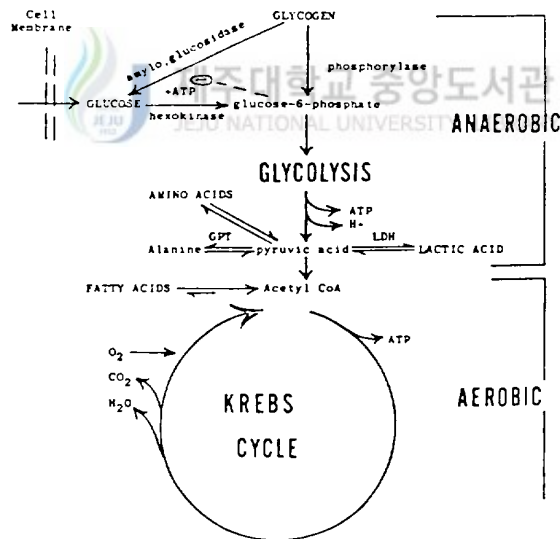 Cell
Membrane
GLYCOGEN
amylo,glucosidase
phosphorylase
+ATP
GLUCOSE
hexokinase
glucose-6-phosphate
제주대학교 중앙도서관
JEJU NATIONAL UNIVERSITY
JEJU
1952
ANAEROBIC
GLYCOLYSIS
AMINO ACIDS
ATP
H+
Alanine
GPT
pyruvic acid
LDH
LACTIC ACID
FATTY ACIDS
Acetyl CoA
O2
ATP
CO2
H2O
KREBS
CYCLE
AEROBIC